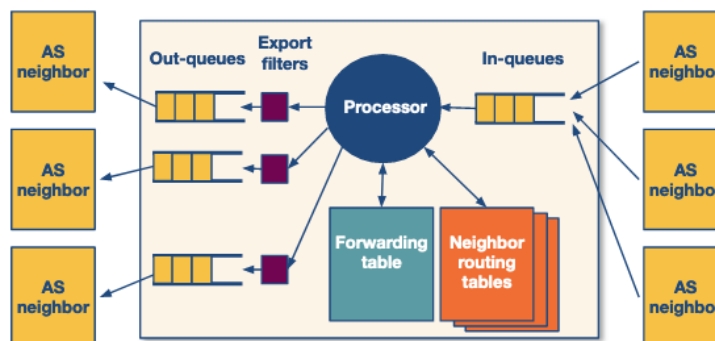 AS
neighbor
AS
neighbor
AS
neighbor
Out-queues
Export
filters
Processor
In-queues
Forwarding
table
Neighbor
routing
tables
AS
neighbor
AS
neighbor
AS
neighbor